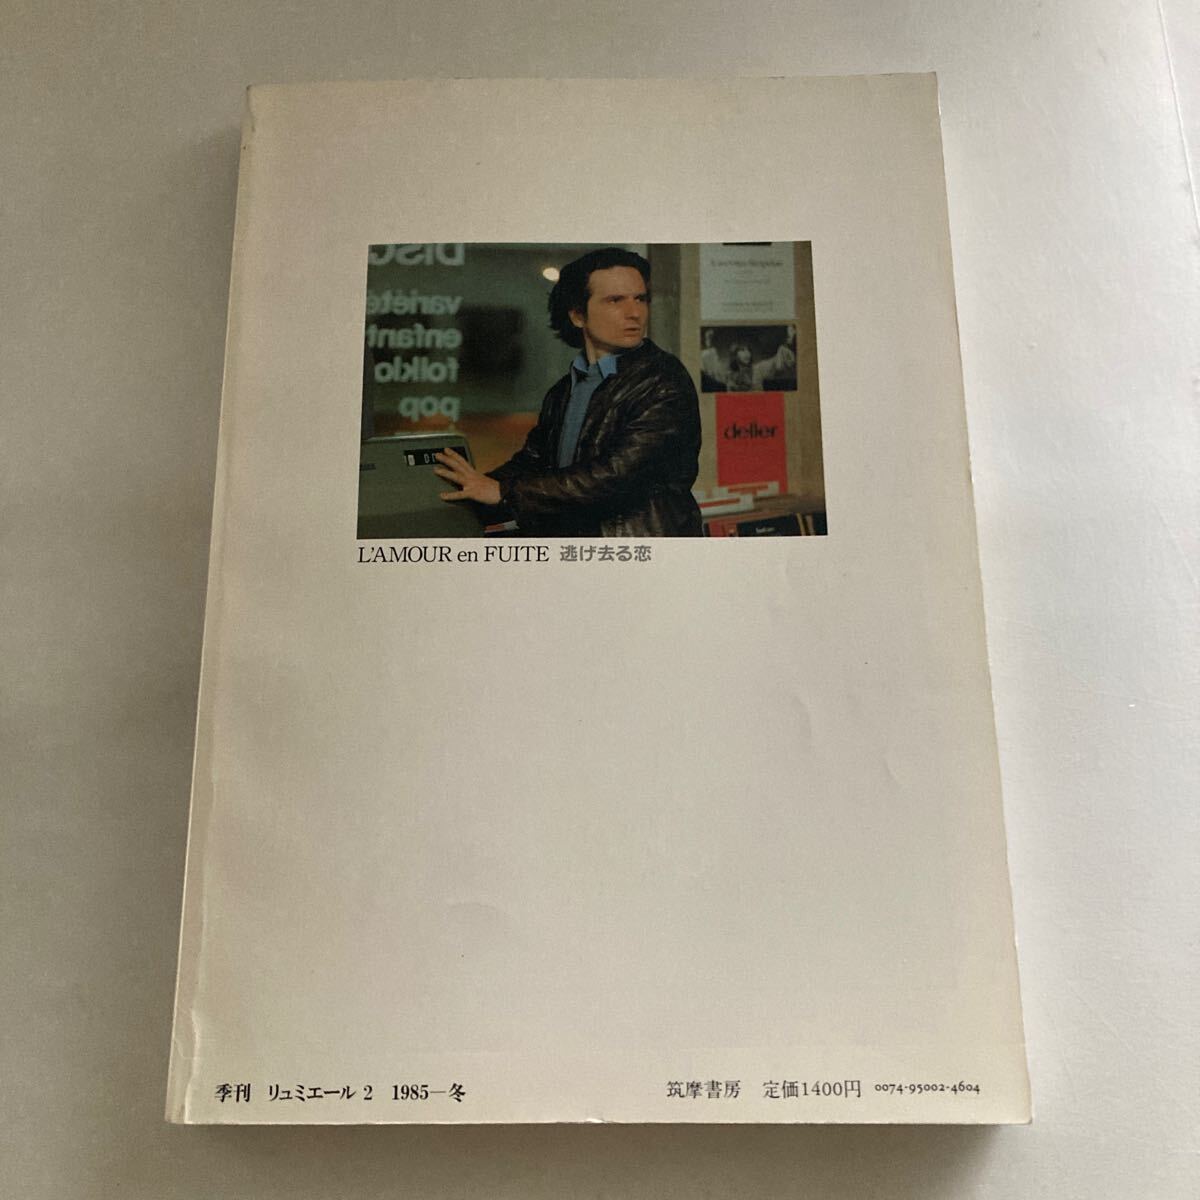 DISC
variété
enfant
folklo
pop
deller
L'AMOUR en FUITE 逃げ去る恋
季刊 リュミエール 2 1985—冬
筑摩書房 定価1400円 0074-95002-4604